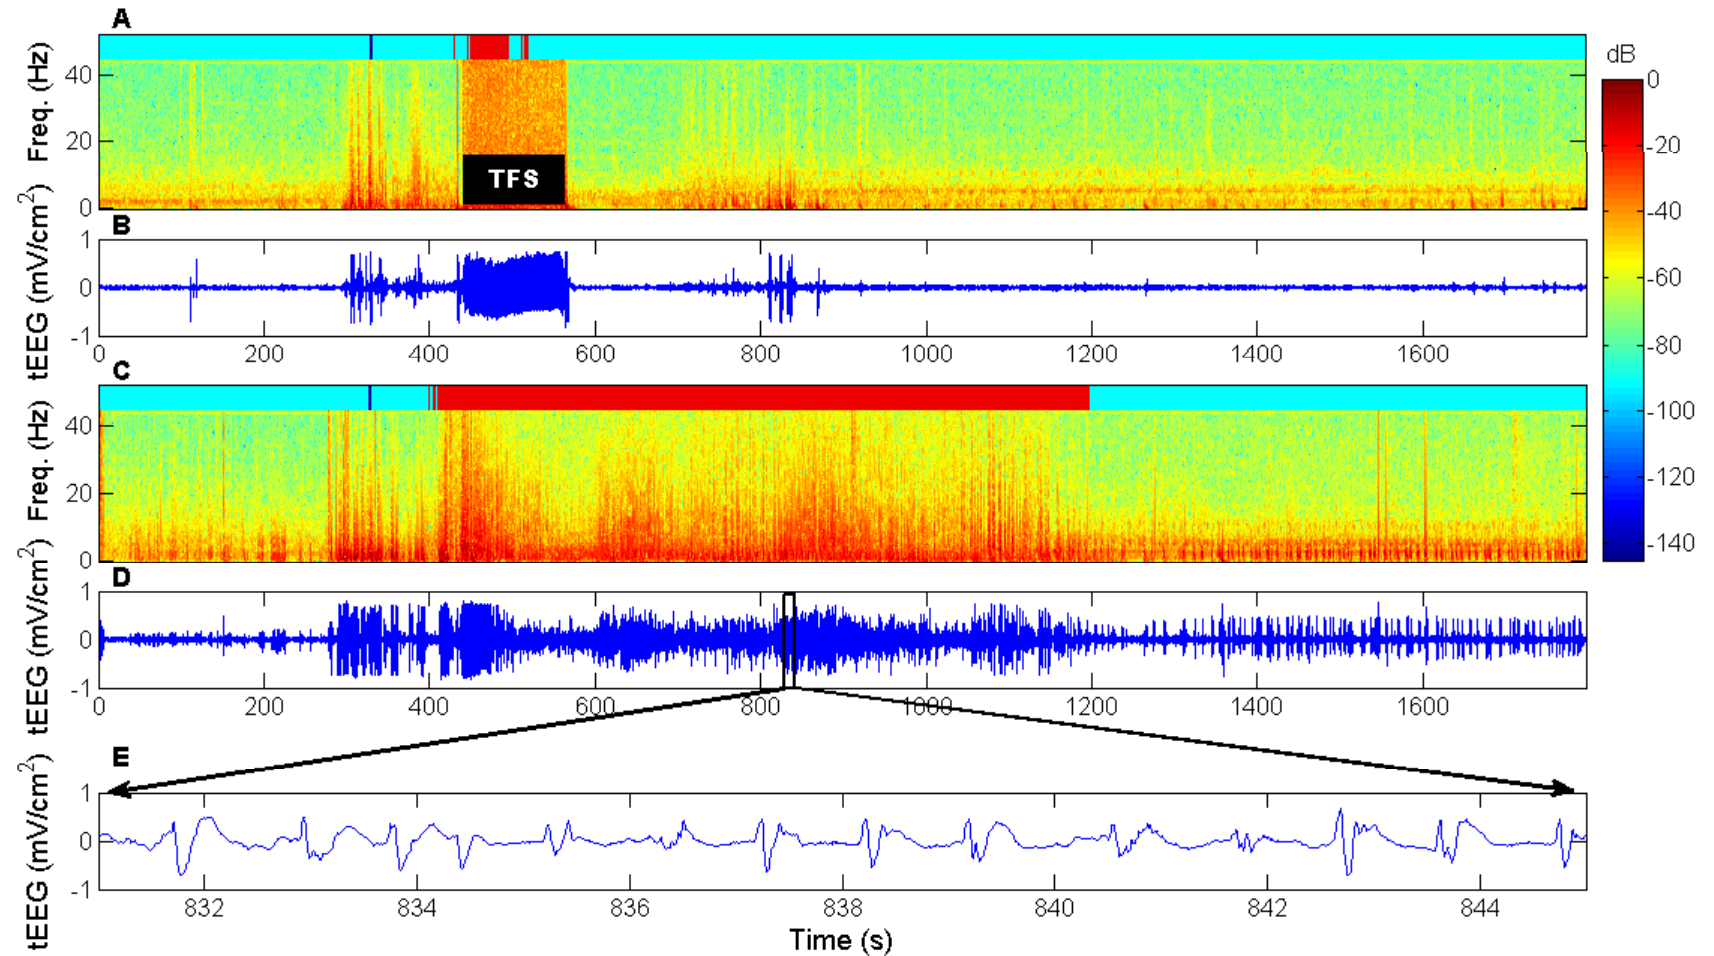 A
dB
Freq. (Hz)
40
20
0
TFS
0
-20
-40
-60
-80
-100
-120
-140
B
tEEG (mV/cm2)
1
0
-1
0 200 400 600 800 1000 1200 1400 1600
C
Freq. (Hz)
40
20
0
D
tEEG (mV/cm2)
1
0
-1
0 200 400 600 800 1000 1200 1400 1600
E
tEEG (mV/cm2)
1
0
-1
832 834 836 838 840 842 844
Time (s)